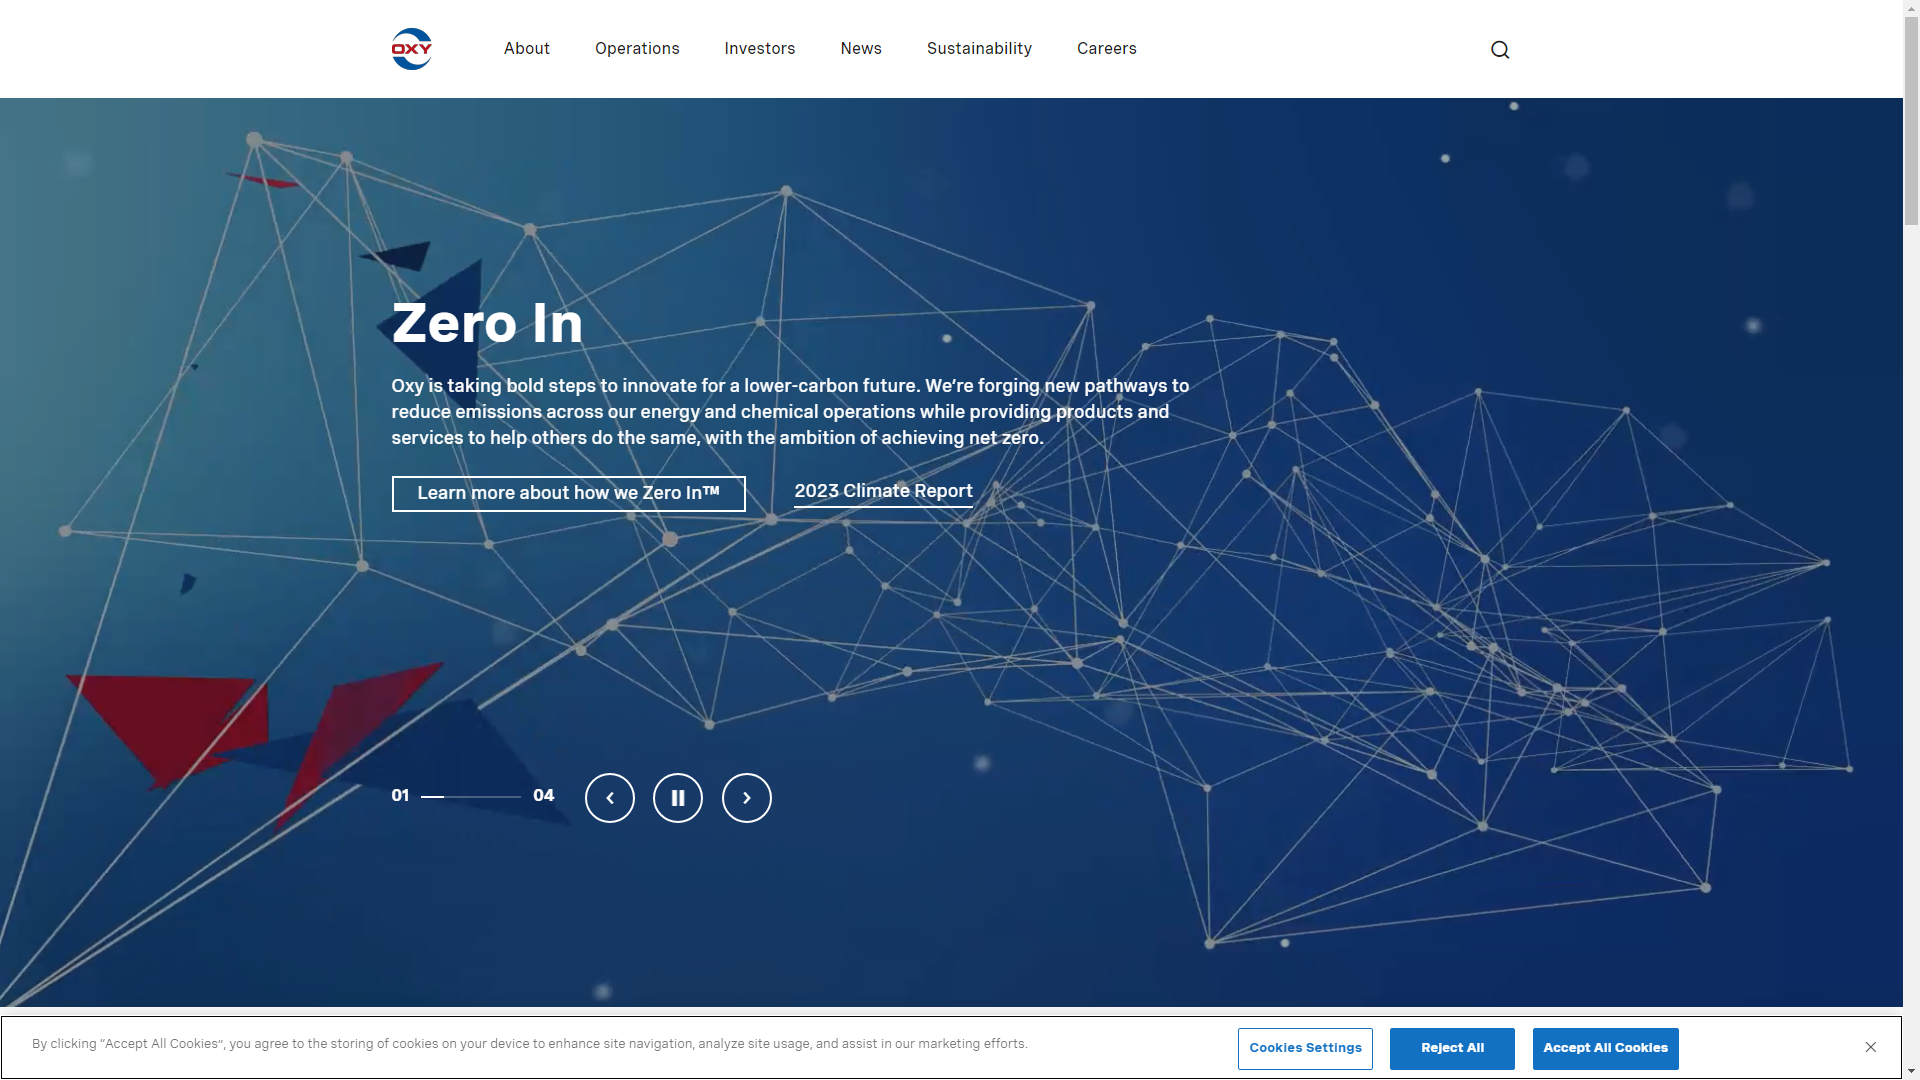 OXY
About
Operations
Investors
News
Sustainability
Careers
Zero In
Oxy is taking bold steps to innovate for a lower-carbon future. We’re forging new pathways to
reduce emissions across our energy and chemical operations while providing products and
services to help others do the same, with the ambition of achieving net zero.
Learn more about how we Zero In™
2023 Climate Report
01
04
By clicking “Accept All Cookies”, you agree to the storing of cookies on your device to enhance site navigation, analyze site usage, and assist in our marketing efforts.
Cookies Settings
Reject All
Accept All Cookies